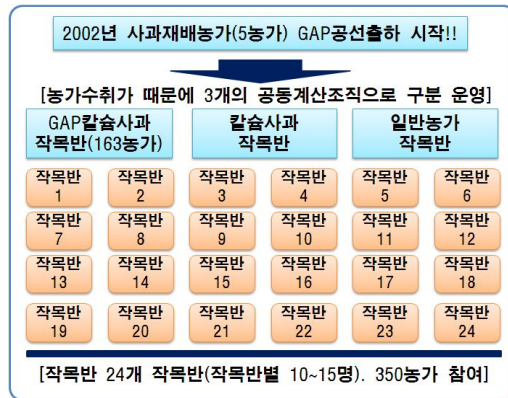 2002년 사과재배농가(5농가) GAP공선출하 시작!!
[농가수취가 때문에 3개의 공동계산조직으로 구분 운영]
GAP칼슘사과
작목반(163농가)
칼슘사과
작목반
일반농가
작목반
작목반
1
작목반
2
작목반
3
작목반
4
작목반
5
작목반
6
작목반
7
작목반
8
작목반
9
작목반
10
작목반
11
작목반
12
작목반
13
작목반
14
작목반
15
작목반
16
작목반
17
작목반
18
작목반
19
작목반
20
작목반
21
작목반
22
작목반
23
작목반
24
[작목반 24개 작목반(작목반별 10~15명). 350농가 참여]